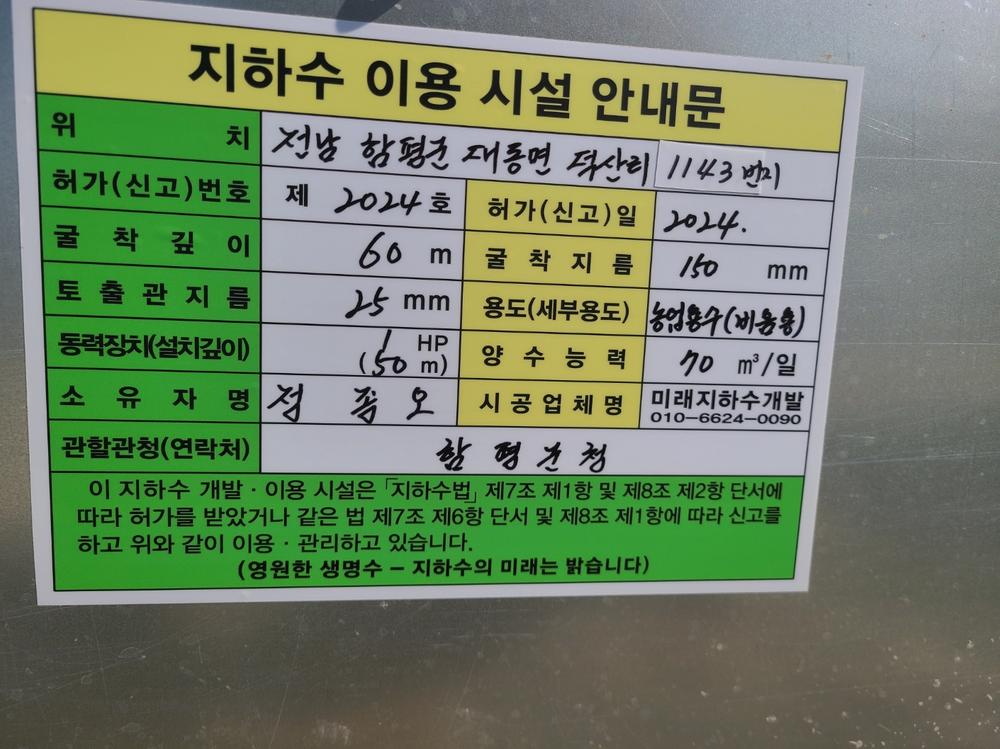 지하수 이용 시설 안내문
위 치 전남 함평군 대동면 덕산리 1143번지
허가(신고)번호 제 2024 호 허가(신고)일 2024.
굴착깊이 60 m 굴착지름 150 mm
토출관지름 25 mm 용도(세부용도) 농업용수(비음용)
동력장치(설치깊이) 1 HP (50 m) 양수능력 70 ㎥/일
소유자명 정종오 시공업체명 미래지하수개발
010-6624-0090
관할관청(연락처) 함평군청
이 지하수 개발·이용 시설은 「지하수법」 제7조 제1항 및 제8조 제2항 단서에
따라 허가를 받았거나 같은 법 제7조 제6항 단서 및 제8조 제1항에 따라 신고를
하고 위와 같이 이용·관리하고 있습니다.
(영원한 생명수 – 지하수의 미래는 밝습니다)